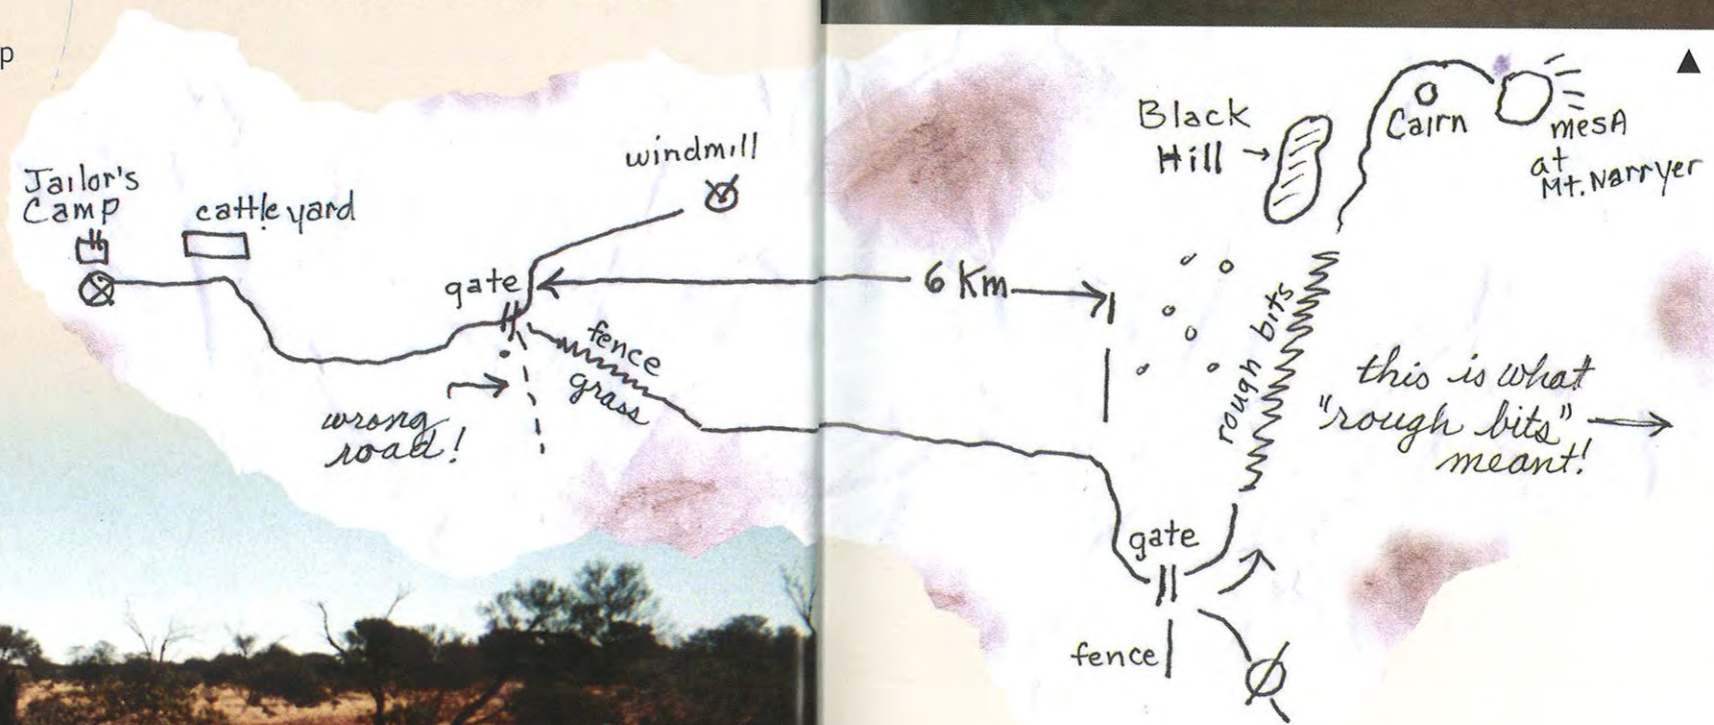 p
Jailor's
Camp
cattle yard
windmill
gate
6 Km
fence
grass
wrong
road!
Black
Hill
Cairn
mesA
at
Mt. Narryer
rough bits
this is what
"rough bits"
meant!
gate
fence